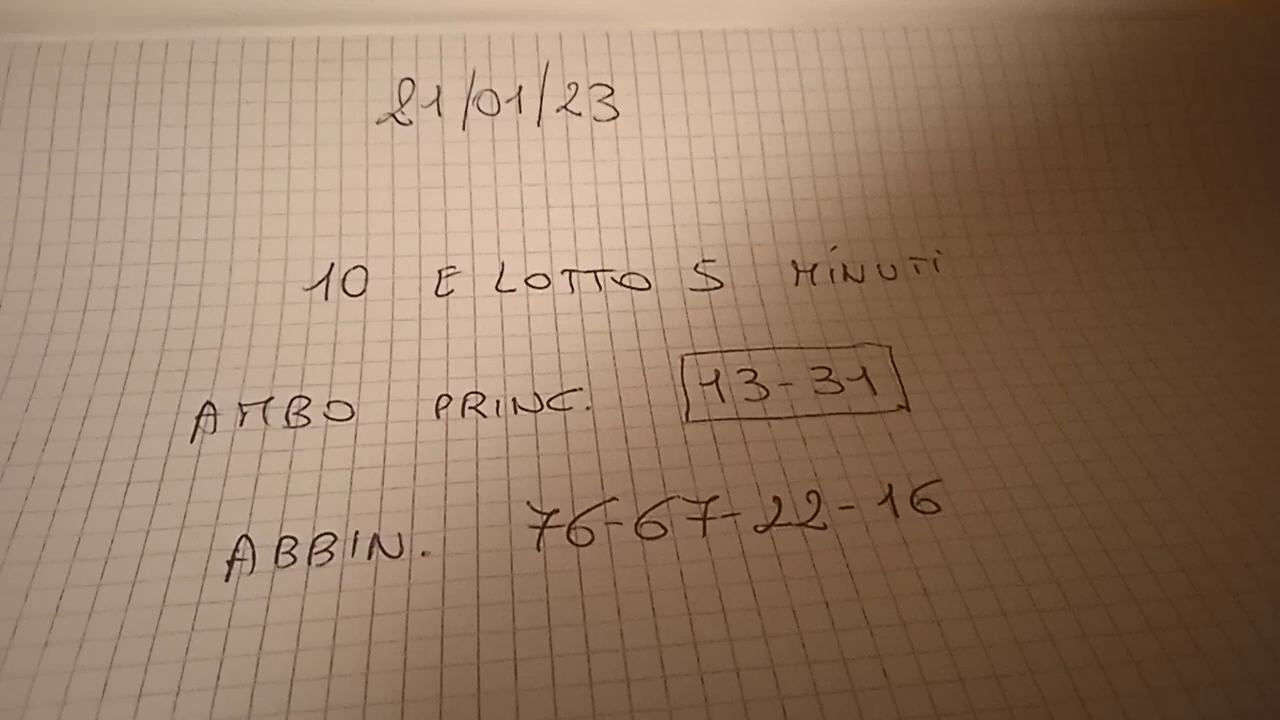 21/01/23
10 E LOTTO 5 MINUTI
AMBO PRINC. 13-31
ABBIN. 76-67-22-16